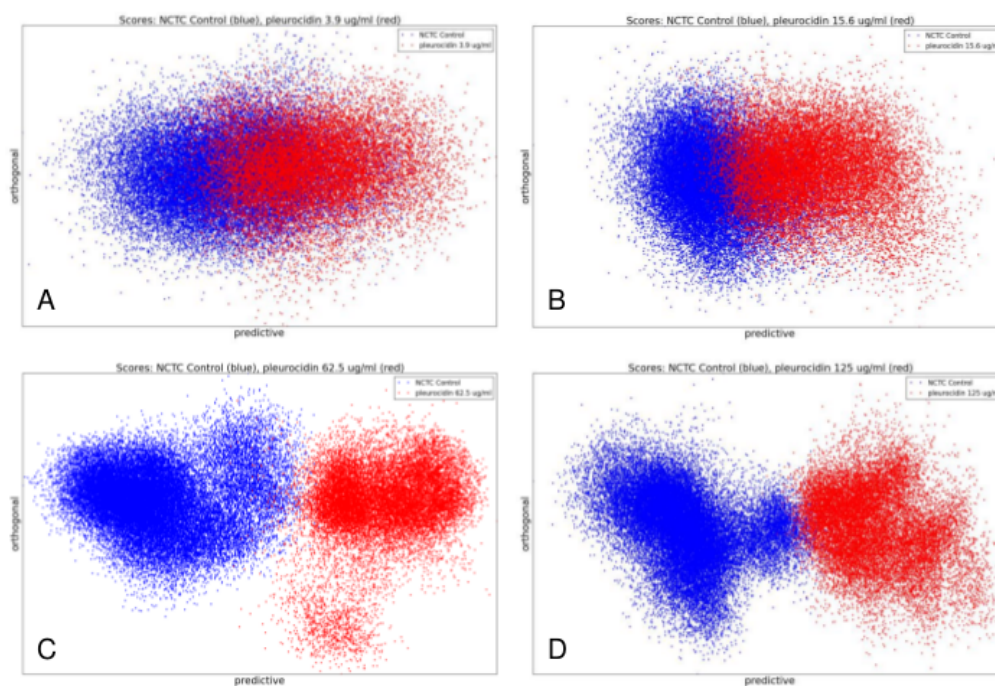 Scores: NCTC Control (blue), pleurocidin 3.9 ug/ml (red)
NCTC Control
pleurocidin 3.9 ug/ml
orthogonal
A
predictive
Scores: NCTC Control (blue), pleurocidin 15.6 ug/ml (red)
NCTC Control
pleurocidin 15.6 ug/m
orthogonal
B
predictive
Scores: NCTC Control (blue), pleurocidin 62.5 ug/ml (red)
NCTC Control
pleurocidin 62.5 ug/ml
orthogonal
C
predictive
Scores: NCTC Control (blue), pleurocidin 125 ug/ml (red)
NCTC Control
pleurocidin 125 ug/ml
orthogonal
D
predictive